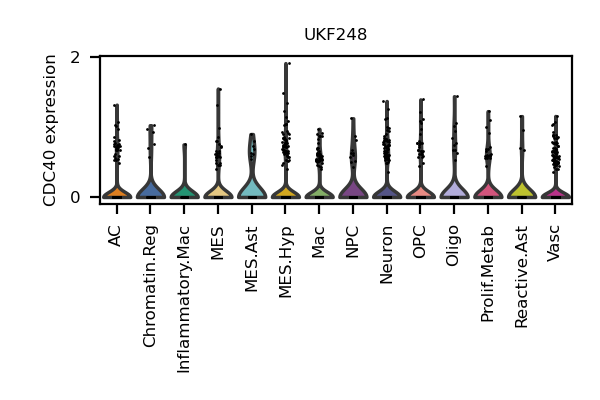 UKF248
CDC40 expression
2
0
AC
Chromatin.Reg
Inflammatory.Mac
MES
MES.Ast
MES.Hyp
Mac
NPC
Neuron
OPC
Oligo
Prolif.Metab
Reactive.Ast
Vasc